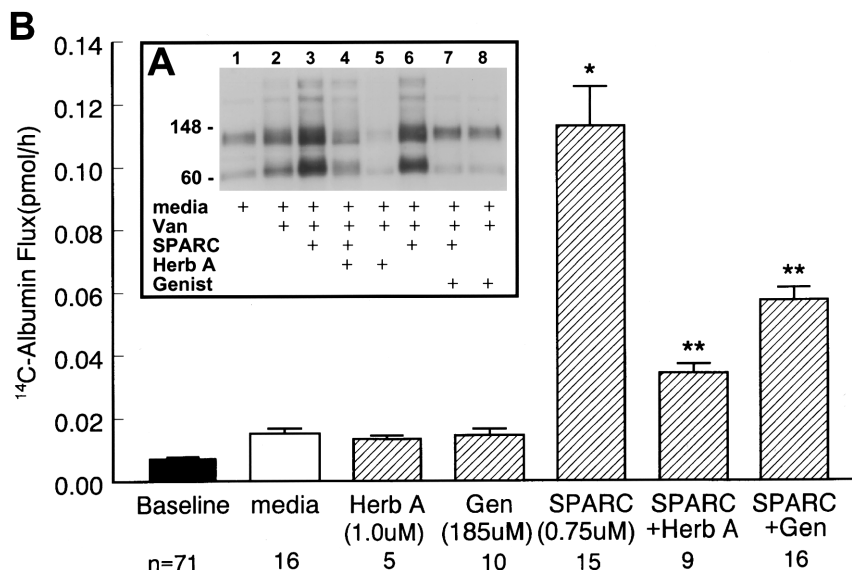 B
0.14
0.12
0.10
0.08
0.06
0.04
0.02
0.00
14C-Albumin Flux(pmol/h)
A
1 2 3 4 5 6 7 8
148 -
60 -
media + + + + + + + +
Van + + + + + + +
SPARC + + + +
Herb A + +
Genist + +
*
**
**
Baseline media Herb A Gen SPARC SPARC SPARC
(1.0uM) (185uM) (0.75uM) +Herb A +Gen
n=71 16 5 10 15 9 16